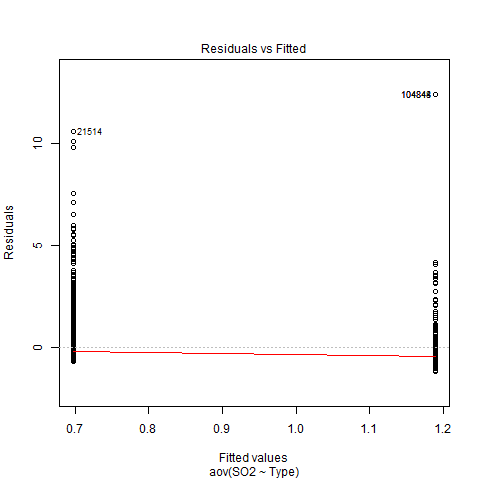 Residuals vs Fitted
Residuals
10
5
0
21514
0.7 0.8 0.9 1.0 1.1 1.2
Fitted values
aov(SO2 ~ Type)